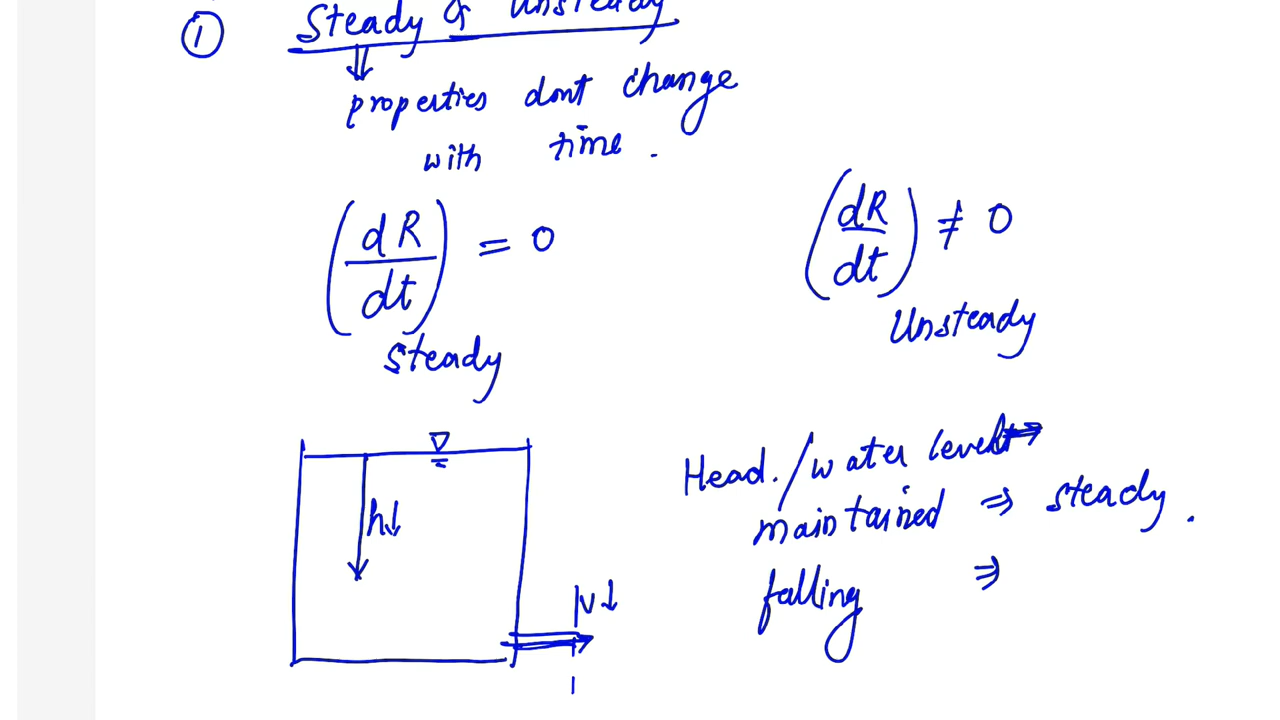 ① Steady & Unsteady
⇓
properties dont change
with time.
(dR/dt) = 0
steady
(dR/dt) ≠ 0
Unsteady
h↓
V↓
Head./water level
maintained ⇒ steady.
falling ⇒